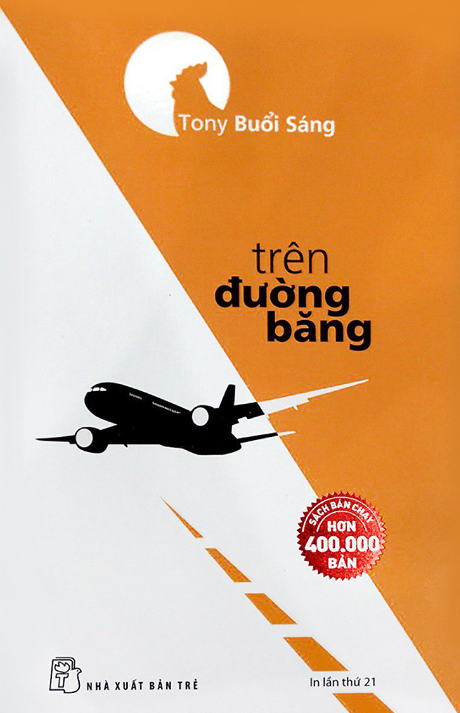 Tony Buổi Sáng
trên
đường
băng
SÁCH BÁN CHẠY
HƠN
400.000
BẢN
NHÀ XUẤT BẢN TRẺ
In lần thứ 21